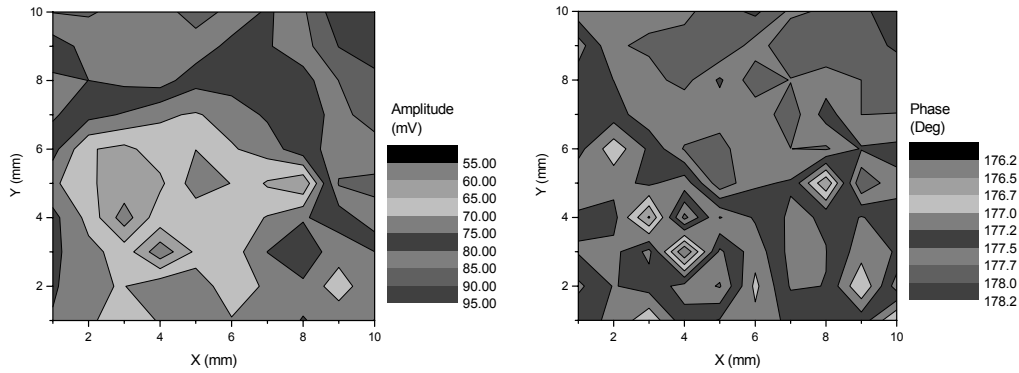 10
8
6
4
2
Y (mm)
2 4 6 8 10
X (mm)
Amplitude
(mV)
55.00
60.00
65.00
70.00
75.00
80.00
85.00
90.00
95.00
10
8
6
4
2
Y (mm)
2 4 6 8 10
X (mm)
Phase
(Deg)
176.2
176.5
176.7
177.0
177.2
177.5
177.7
178.0
178.2